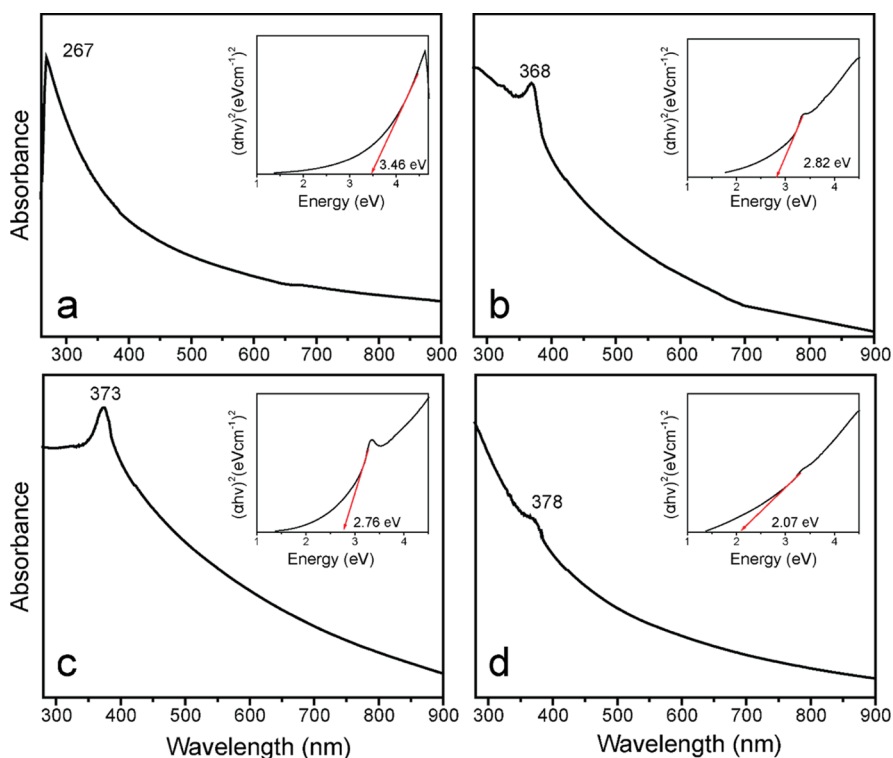 267
(αhν)²(eVcm⁻¹)²
3.46 eV
1 2 3 4
Energy (eV)
Absorbance
a
300 400 500 600 700 800 900
368
(αhν)²(eVcm⁻¹)²
2.82 eV
1 2 3 4
Energy (eV)
b
300 400 500 600 700 800 900
373
(αhν)²(eVcm⁻¹)²
2.76 eV
1 2 3 4
Energy (eV)
Absorbance
c
300 400 500 600 700 800 900
Wavelength (nm)
378
(αhν)²(eVcm⁻¹)²
2.07 eV
1 2 3 4
Energy (eV)
d
300 400 500 600 700 800 900
Wavelength (nm)